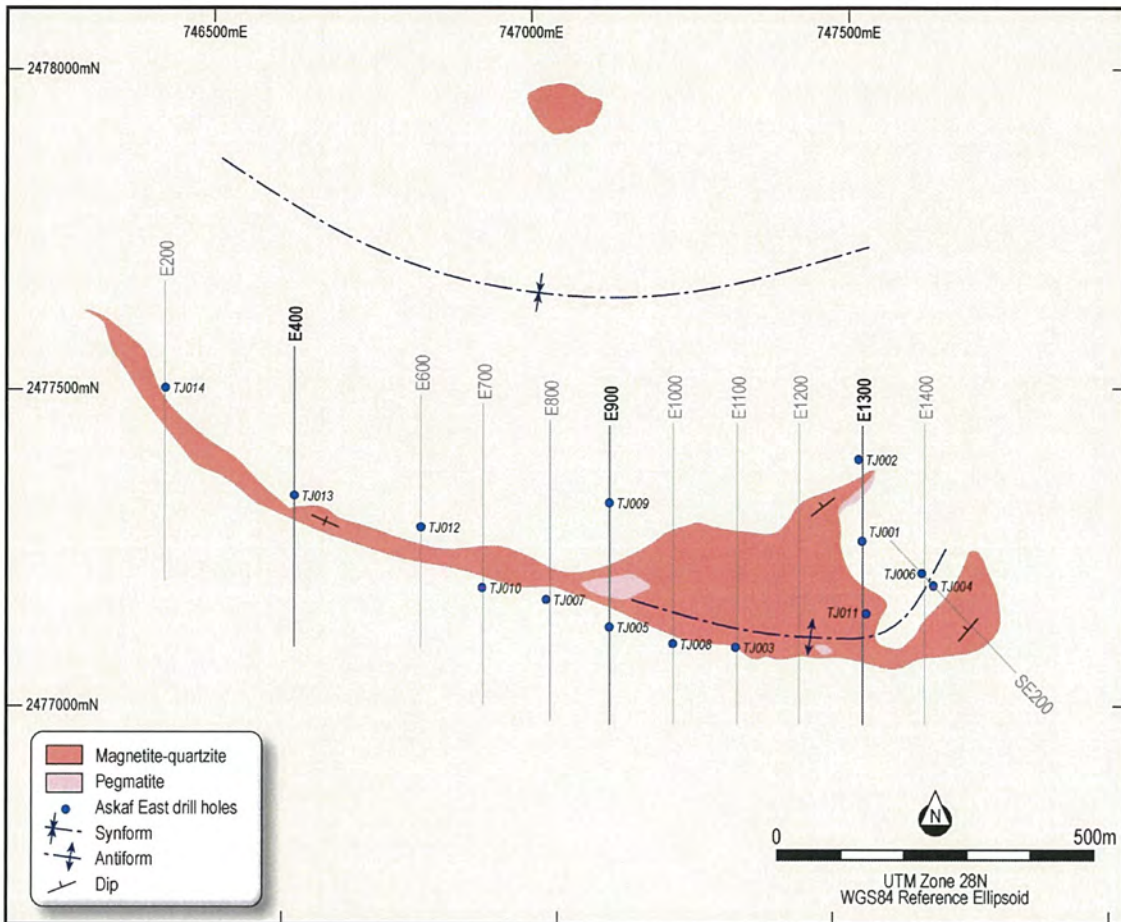 746500mE
747000mE
747500mE
2478000mN
2477500mN
2477000mN
E200
E400
E600
E700
E800
E900
E1000
E1100
E1200
E1300
E1400
TJ014
TJ013
TJ012
TJ010
TJ007
TJ009
TJ005
TJ008
TJ003
TJ002
TJ001
TJ006
TJ004
TJ011
SE200
Magnetite-quartzite
Pegmatite
Askaf East drill holes
Synform
Antiform
Dip
N
0
500m
UTM Zone 28N
WGS84 Reference Ellipsoid